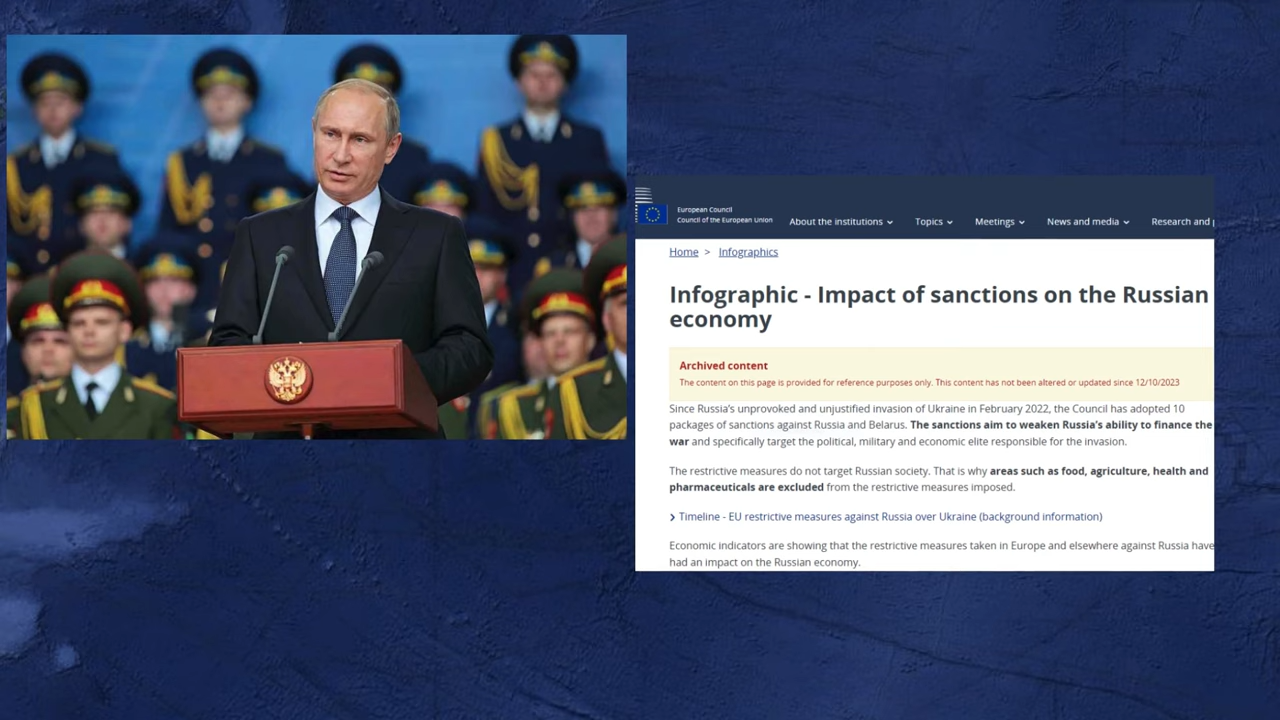 European Council
Council of the European Union
About the institutions
Topics
Meetings
News and media
Research and
Home > Infographics
Infographic - Impact of sanctions on the Russian
economy
Archived content
The content on this page is provided for reference purposes only. This content has not been altered or updated since 12/10/2023
Since Russia’s unprovoked and unjustified invasion of Ukraine in February 2022, the Council has adopted 10
packages of sanctions against Russia and Belarus. The sanctions aim to weaken Russia’s ability to finance the
war and specifically target the political, military and economic elite responsible for the invasion.
The restrictive measures do not target Russian society. That is why areas such as food, agriculture, health and
pharmaceuticals are excluded from the restrictive measures imposed.
Timeline - EU restrictive measures against Russia over Ukraine (background information)
Economic indicators are showing that the restrictive measures taken in Europe and elsewhere against Russia have
had an impact on the Russian economy.